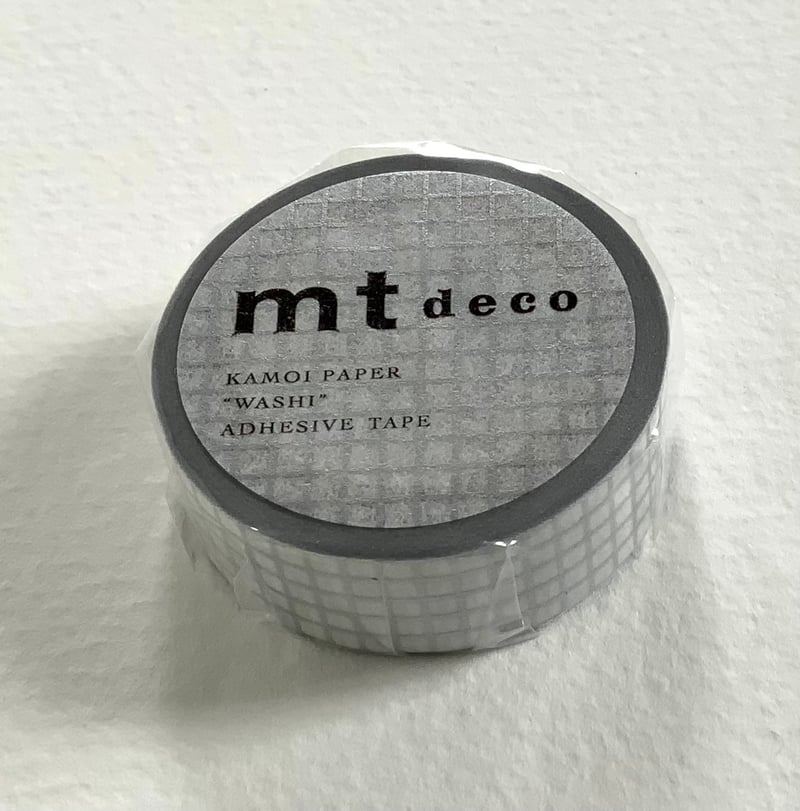 mt deco
KAMOI PAPER
“WASHI”
ADHESIVE TAPE